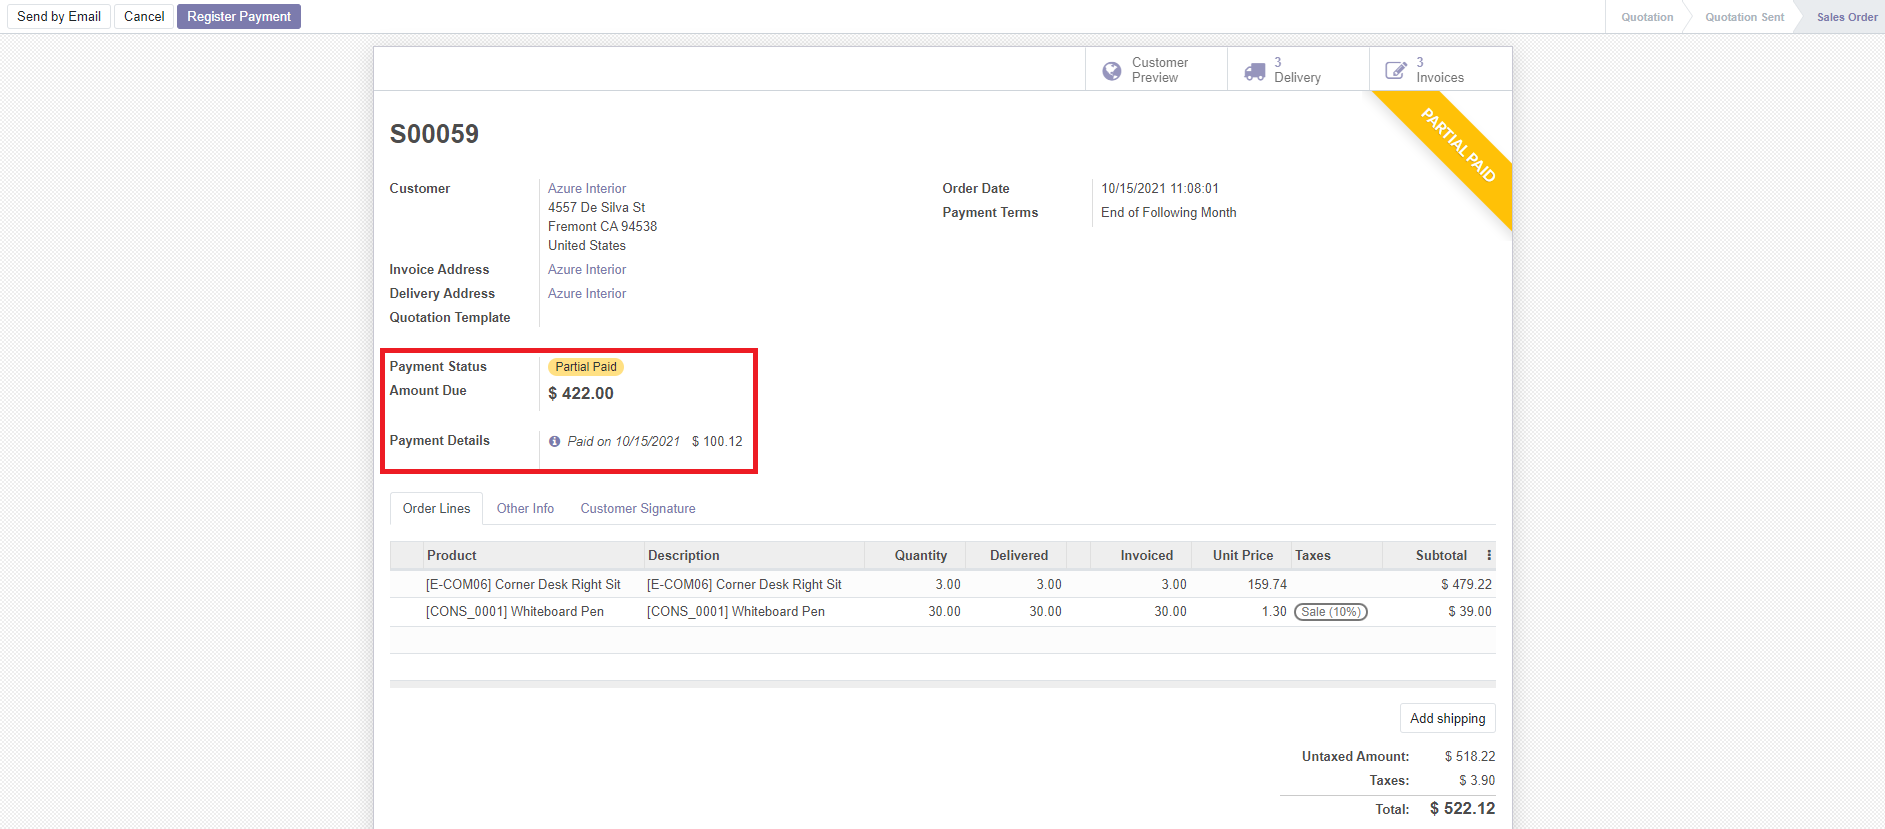 Send by Email Cancel Register Payment Quotation Quotation Sent Sales Order
Customer Preview
3 Delivery
3 Invoices
PARTIAL PAID
S00059
Customer Azure Interior
4557 De Silva St
Fremont CA 94538
United States
Order Date 10/15/2021 11:08:01
Payment Terms End of Following Month
Invoice Address Azure Interior
Delivery Address Azure Interior
Quotation Template
Payment Status Partial Paid
Amount Due $ 422.00
Payment Details Paid on 10/15/2021 $ 100.12
Order Lines Other Info Customer Signature
Product Description Quantity Delivered Invoiced Unit Price Taxes Subtotal
[E-COM06] Corner Desk Right Sit [E-COM06] Corner Desk Right Sit 3.00 3.00 3.00 159.74 $ 479.22
[CONS_0001] Whiteboard Pen [CONS_0001] Whiteboard Pen 30.00 30.00 30.00 1.30 Sale (10%) $ 39.00
Add shipping
Untaxed Amount: $ 518.22
Taxes: $ 3.90
Total: $ 522.12